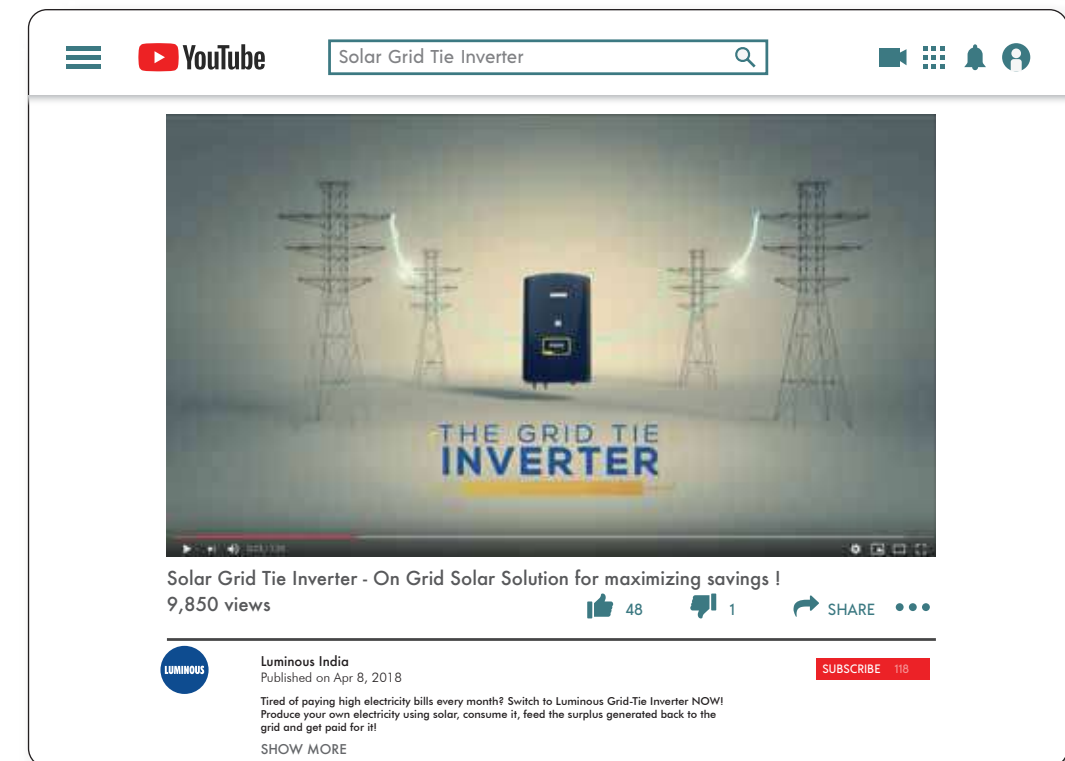 YouTube
Solar Grid Tie Inverter
THE GRID TIE
INVERTER
Solar Grid Tie Inverter - On Grid Solar Solution for maximizing savings !
9,850 views
48
1
SHARE
LUMINOUS
Luminous India
Published on Apr 8, 2018
SUBSCRIBE 118
Tired of paying high electricity bills every month? Switch to Luminous Grid-Tie Inverter NOW!
Produce your own electricity using solar, consume it, feed the surplus generated back to the
grid and get paid for it!
SHOW MORE